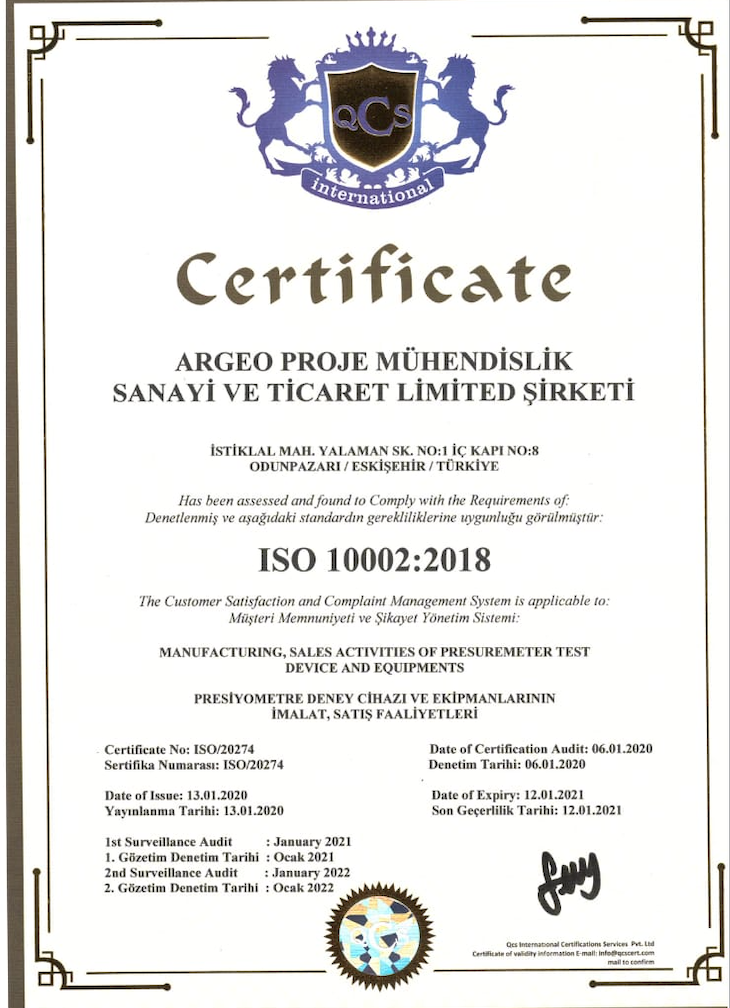 QCS
international
Certificate
ARGEO PROJE MÜHENDİSLİK
SANAYİ VE TİCARET LİMİTED ŞİRKETİ
İSTİKLAL MAH. YALAMAN SK. NO:1 İÇ KAPI NO:8
ODUNPAZARI / ESKİŞEHİR / TÜRKİYE
Has been assessed and found to Comply with the Requirements of:
Denetlenmiş ve aşağıdaki standardın gerekliliklerine uygunluğu görülmüştür:
ISO 10002:2018
The Customer Satisfaction and Complaint Management System is applicable to:
Müşteri Memnuniyeti ve Şikayet Yönetim Sistemi:
MANUFACTURING, SALES ACTIVITIES OF PRESUREMETER TEST
DEVICE AND EQUIPMENTS
PRESİYOMETRE DENEY CİHAZI VE EKİPMANLARININ
İMALAT, SATIŞ FAALİYETLERİ
Certificate No: ISO/20274
Sertifika Numarası: ISO/20274
Date of Certification Audit: 06.01.2020
Denetim Tarihi: 06.01.2020
Date of Issue: 13.01.2020
Yayınlanma Tarihi: 13.01.2020
Date of Expiry: 12.01.2021
Son Geçerlilik Tarihi: 12.01.2021
1st Surveillance Audit : January 2021
1. Gözetim Denetim Tarihi : Ocak 2021
2nd Surveillance Audit : January 2022
2. Gözetim Denetim Tarihi : Ocak 2022
QCS
Qcs International Certifications Services Pvt. Ltd
Certificate of validity information E-mail: info@qcscert.com
mail to confirm